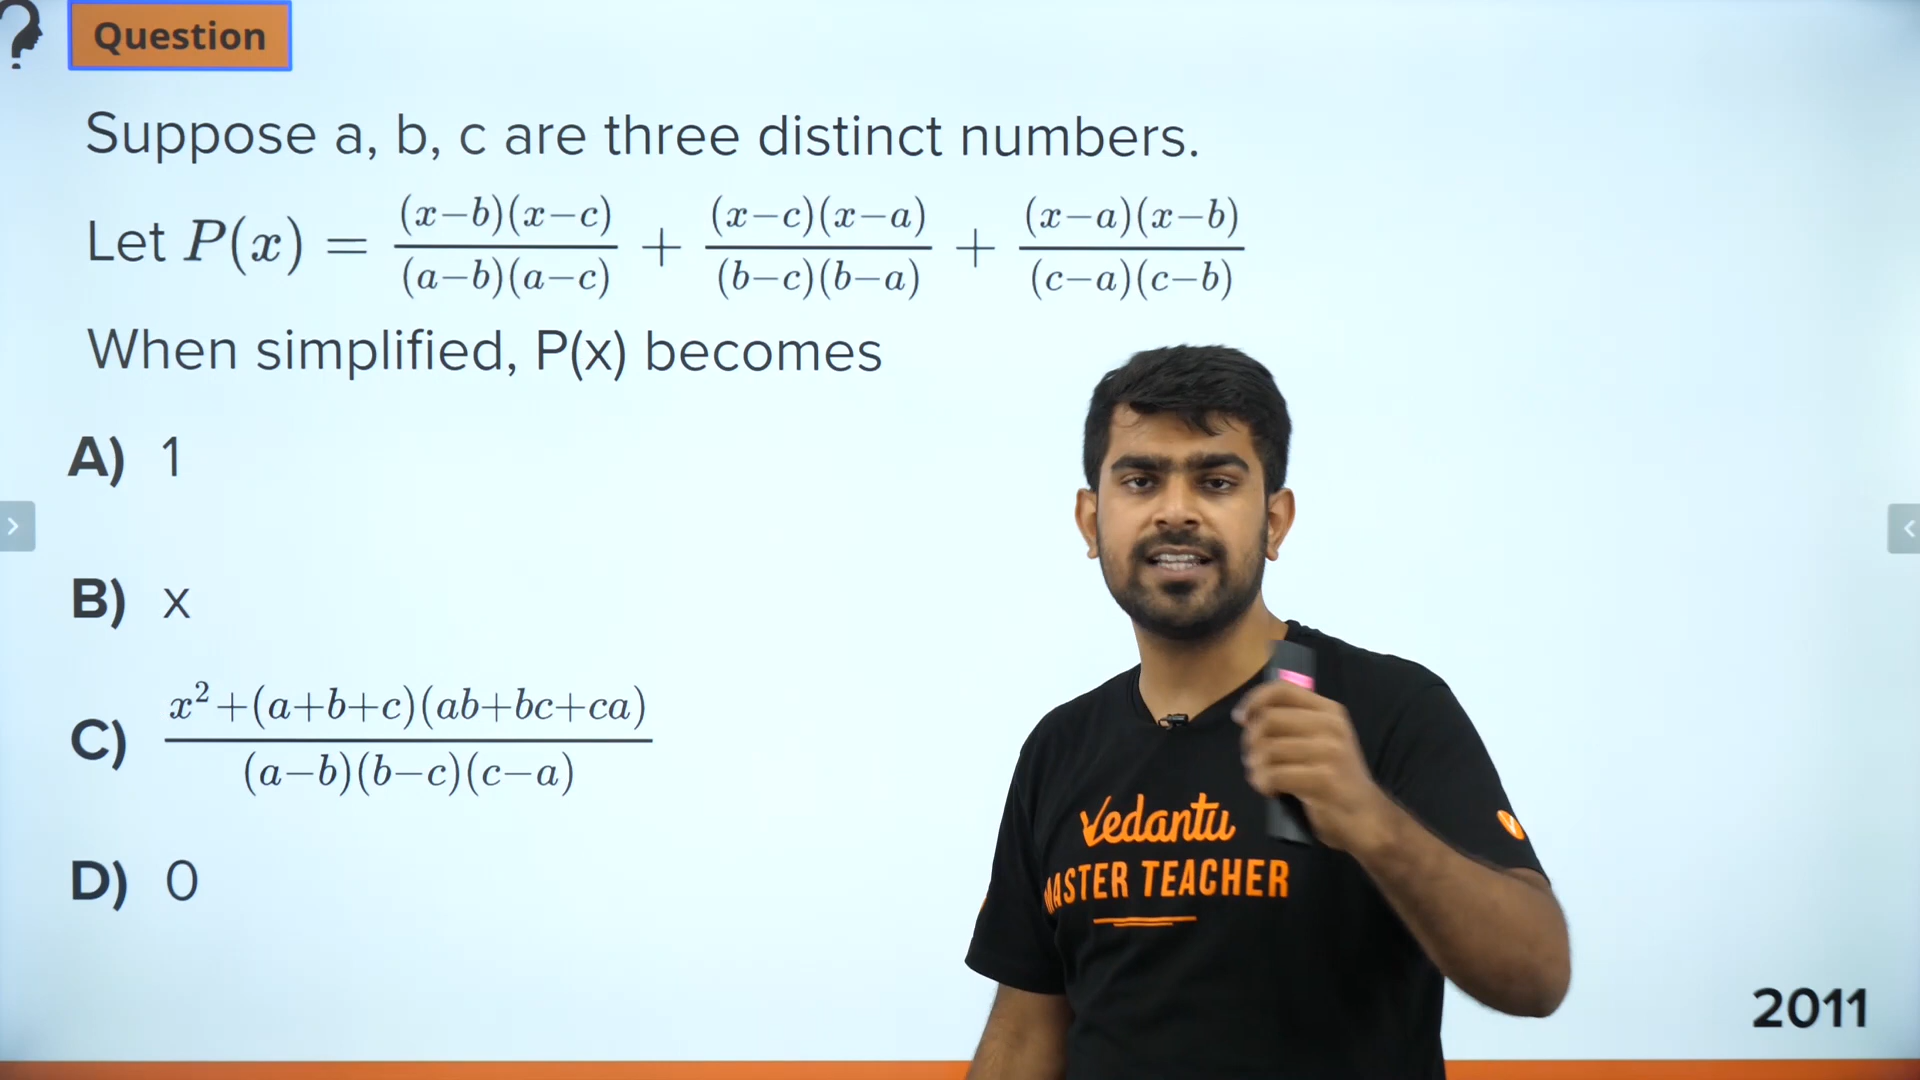 Question
Suppose a, b, c are three distinct numbers.
Let P(x) = (x−b)(x−c)/(a−b)(a−c) + (x−c)(x−a)/(b−c)(b−a) + (x−a)(x−b)/(c−a)(c−b)
When simplified, P(x) becomes
A) 1
B) x
C) x²+(a+b+c)(ab+bc+ca)/(a−b)(b−c)(c−a)
D) 0
Vedantu
MASTER TEACHER
2011